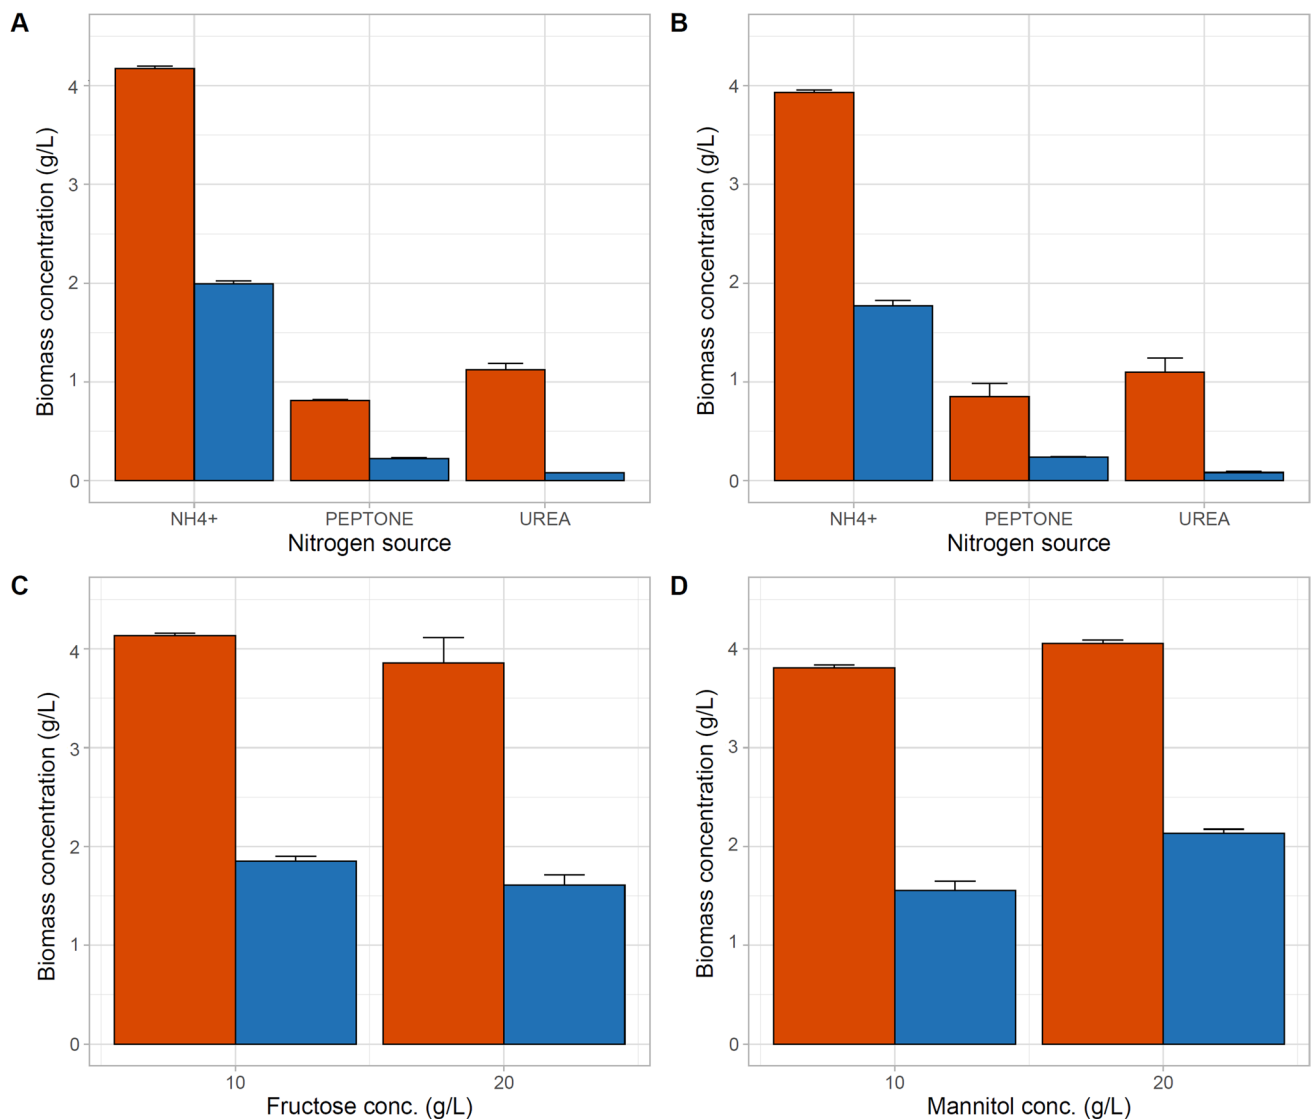 A
Biomass concentration (g/L)
4
3
2
1
0
NH4+ PEPTONE UREA
Nitrogen source
B
Biomass concentration (g/L)
4
3
2
1
0
NH4+ PEPTONE UREA
Nitrogen source
C
Biomass concentration (g/L)
4
3
2
1
0
10 20
Fructose conc. (g/L)
D
Biomass concentration (g/L)
4
3
2
1
0
10 20
Mannitol conc. (g/L)